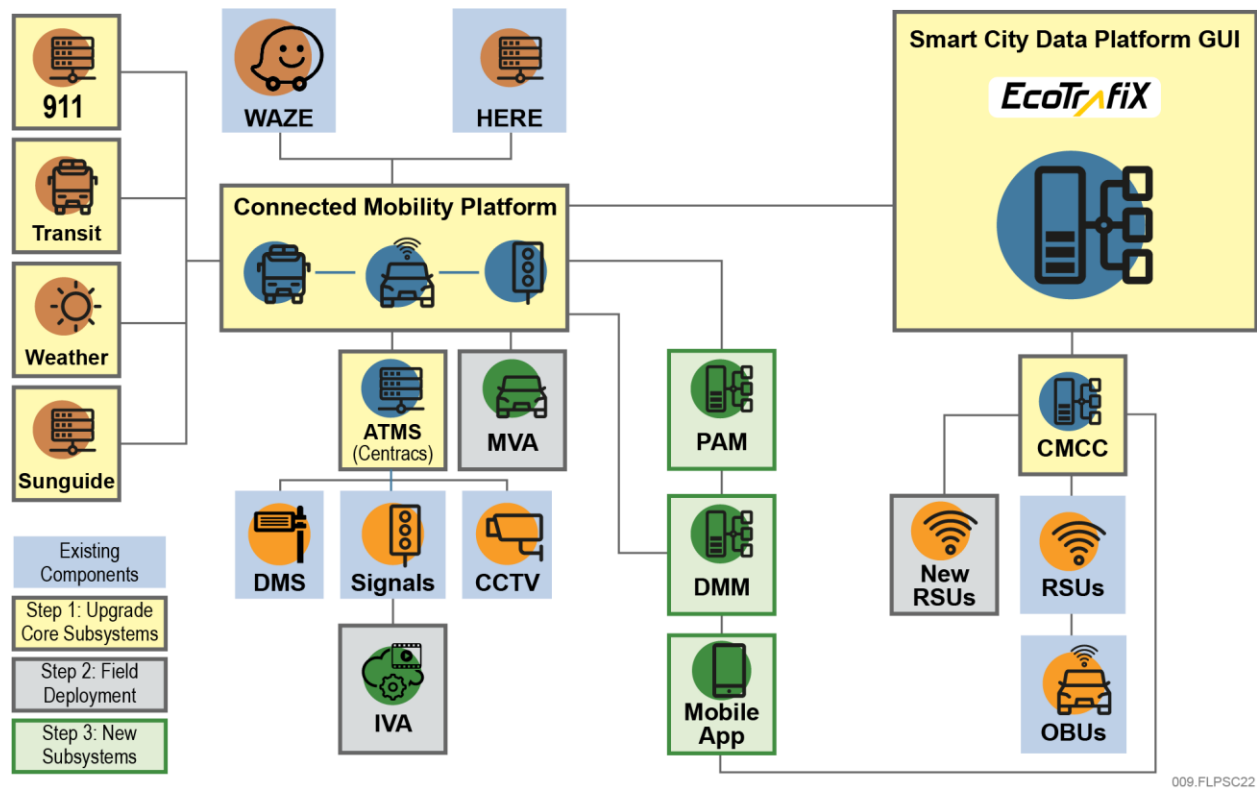 911
Transit
Weather
Sunguide
WAZE
HERE
Connected Mobility Platform
Smart City Data Platform GUI
EcoTrafiX
ATMS
(Centracs)
MVA
PAM
CMCC
DMS
Signals
CCTV
DMM
New
RSUs
RSUs
IVA
Mobile
App
OBUs
Existing
Components
Step 1: Upgrade
Core Subsystems
Step 2: Field
Deployment
Step 3: New
Subsystems
009.FLPSC22